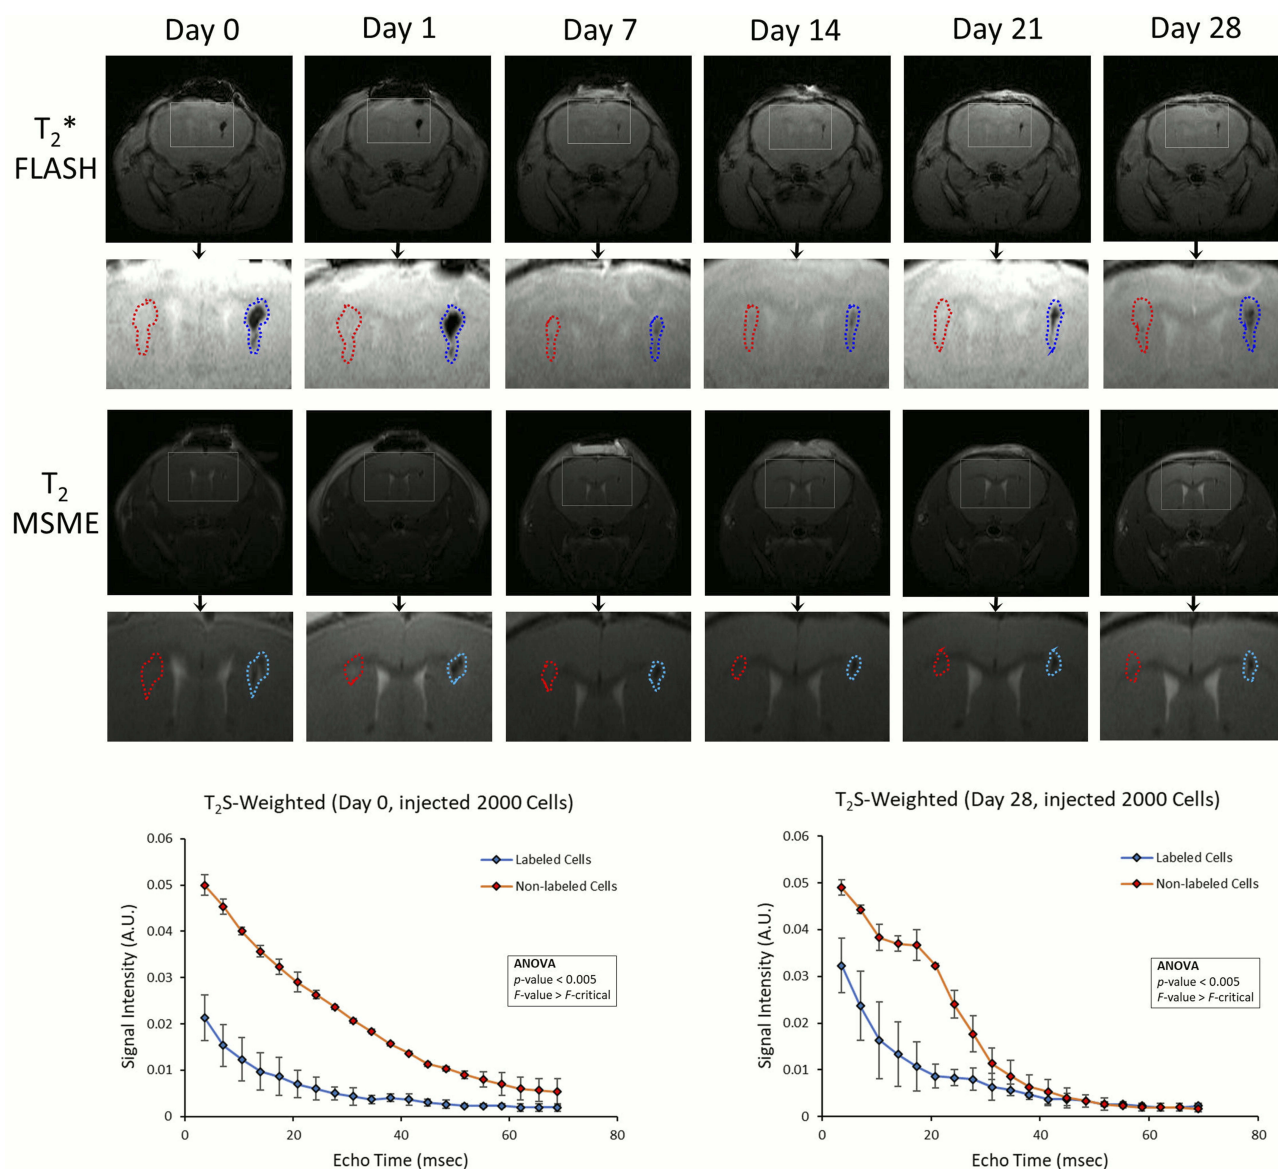 Day 0 Day 1 Day 7 Day 14 Day 21 Day 28
T₂*
FLASH
T₂
MSME
T₂S-Weighted (Day 0, injected 2000 Cells)
0.06
0.05
0.04
0.03
0.02
0.01
0
0 20 40 60 80
Signal Intensity (A.U.)
Echo Time (msec)
Labeled Cells
Non-labeled Cells
ANOVA
p-value < 0.005
F-value > F-critical
T₂S-Weighted (Day 28, injected 2000 Cells)
0.06
0.05
0.04
0.03
0.02
0.01
0
0 20 40 60 80
Signal Intensity (A.U.)
Echo Time (msec)
Labeled Cells
Non-labeled Cells
ANOVA
p-value < 0.005
F-value > F-critical